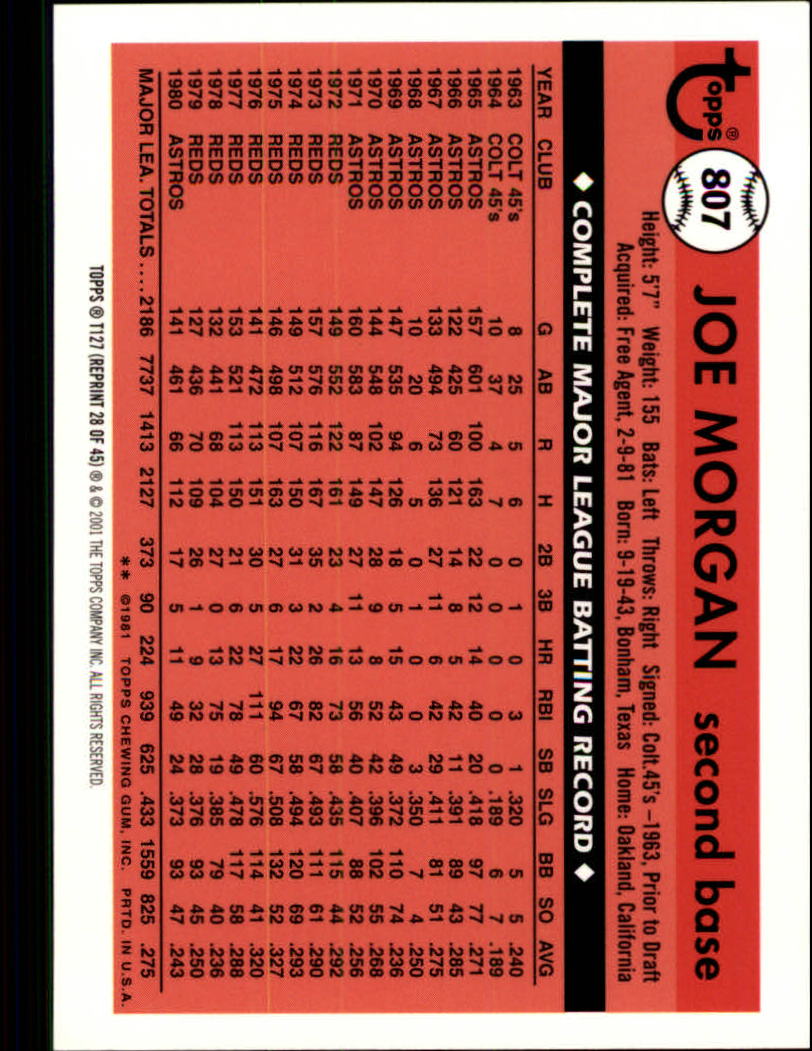 topps®
807 JOE MORGAN second base
Height: 5'7" Weight: 155 Bats: Left Throws: Right Signed: Colt.45's –1963, Prior to Draft
Acquired: Free Agent, 2-9-81 Born: 9-19-43, Bonham, Texas Home: Oakland, California
◆ COMPLETE MAJOR LEAGUE BATTING RECORD ◆
YEAR CLUB G AB R H 2B 3B HR RBI SB SLG BB SO AVG
1963 COLT 45's 8 25 5 6 0 1 0 3 1 .320 5 5 .240
1964 COLT 45's 10 37 4 7 0 0 0 0 0 .189 6 7 .189
1965 ASTROS 157 601 100 163 22 12 14 40 20 .418 97 77 .271
1966 ASTROS 122 425 60 121 14 8 5 42 11 .391 89 43 .285
1967 ASTROS 133 494 73 136 27 11 6 42 29 .411 81 51 .275
1968 ASTROS 10 20 6 5 0 1 0 0 3 .350 7 4 .250
1969 ASTROS 147 535 94 126 18 5 15 43 49 .372 110 74 .236
1970 ASTROS 144 548 102 147 28 9 8 52 42 .396 102 55 .268
1971 ASTROS 160 583 87 149 27 11 13 56 40 .407 88 52 .256
1972 REDS 149 552 122 161 23 4 16 73 58 .435 115 44 .292
1973 REDS 157 576 116 167 35 2 26 82 67 .493 111 61 .290
1974 REDS 149 512 107 150 31 3 22 67 58 .494 120 69 .293
1975 REDS 146 498 107 163 27 6 17 94 67 .508 132 52 .327
1976 REDS 141 472 113 151 30 5 27 111 60 .576 114 41 .320
1977 REDS 153 521 113 150 21 6 22 78 49 .478 117 58 .288
1978 REDS 132 441 68 104 27 0 13 75 19 .385 79 40 .236
1979 REDS 127 436 70 109 26 1 9 32 28 .376 93 45 .250
1980 ASTROS 141 461 66 112 17 5 11 49 24 .373 93 47 .243
MAJOR LEA. TOTALS .... 2186 7737 1413 2127 373 90 224 939 625 .433 1559 825 .275
** ©1981 TOPPS CHEWING GUM, INC. PRTD. IN U.S.A.
TOPPS ® T127 (REPRINT 28 OF 45) ® & © 2001 THE TOPPS COMPANY INC. ALL RIGHTS RESERVED.